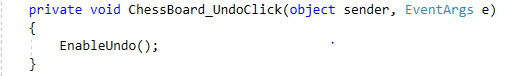 private void ChessBoard_UndoClick(object sender, EventArgs e)
{
EnableUndo();
}